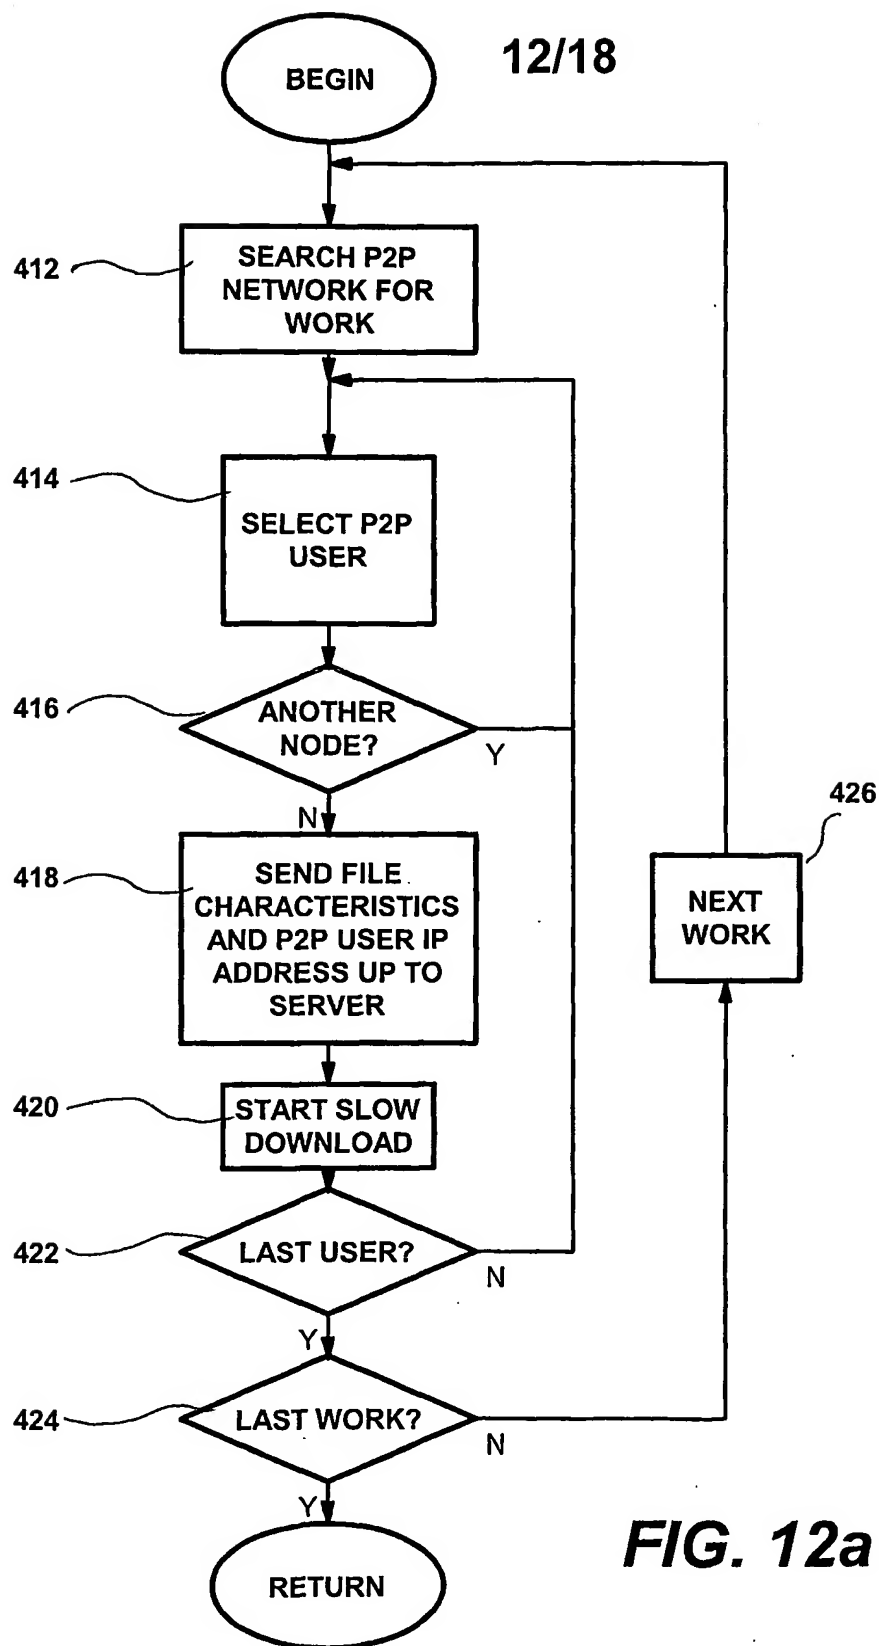 12/18
BEGIN
412
SEARCH P2P
NETWORK FOR
WORK
414
SELECT P2P
USER
416
ANOTHER
NODE?
Y
N
418
SEND FILE
CHARACTERISTICS
AND P2P USER IP
ADDRESS UP TO
SERVER
426
NEXT
WORK
420
START SLOW
DOWNLOAD
422
LAST USER?
N
Y
424
LAST WORK?
N
Y
RETURN
FIG. 12a